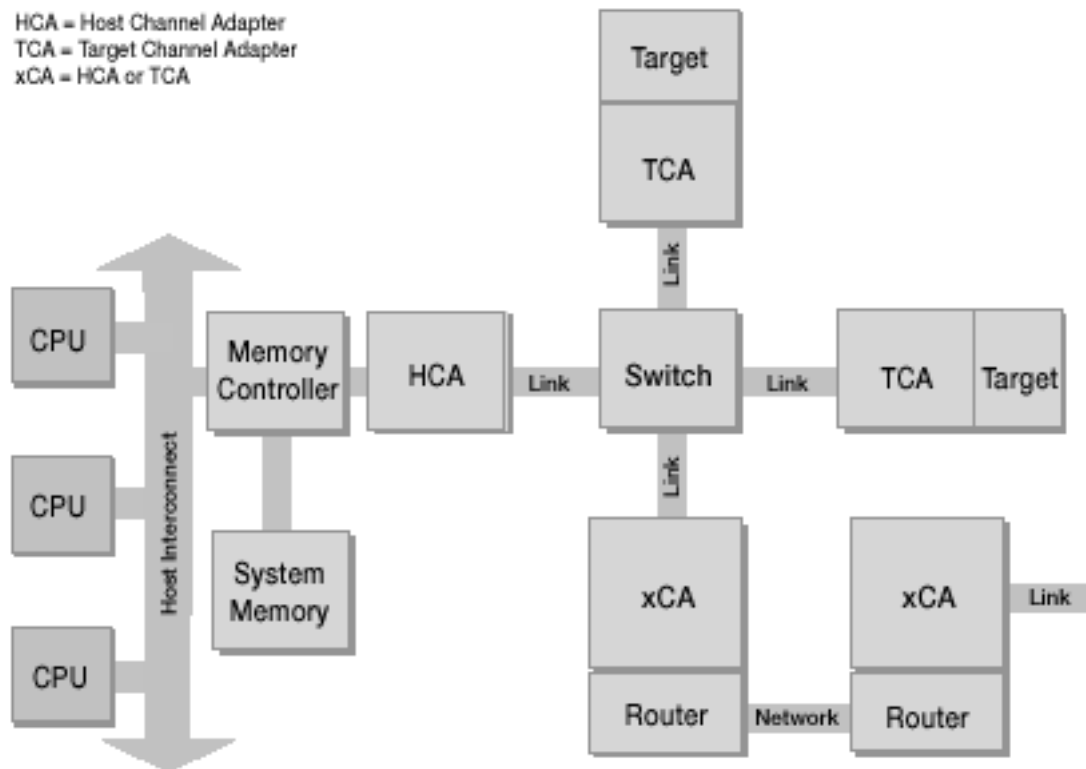 HCA = Host Channel Adapter
TCA = Target Channel Adapter
xCA = HCA or TCA
Target
TCA
Link
CPU
Memory
Controller
HCA
Link
Switch
Link
TCA
Target
CPU
Host Interconnect
Link
System
Memory
xCA
xCA
Link
CPU
Router
Network
Router